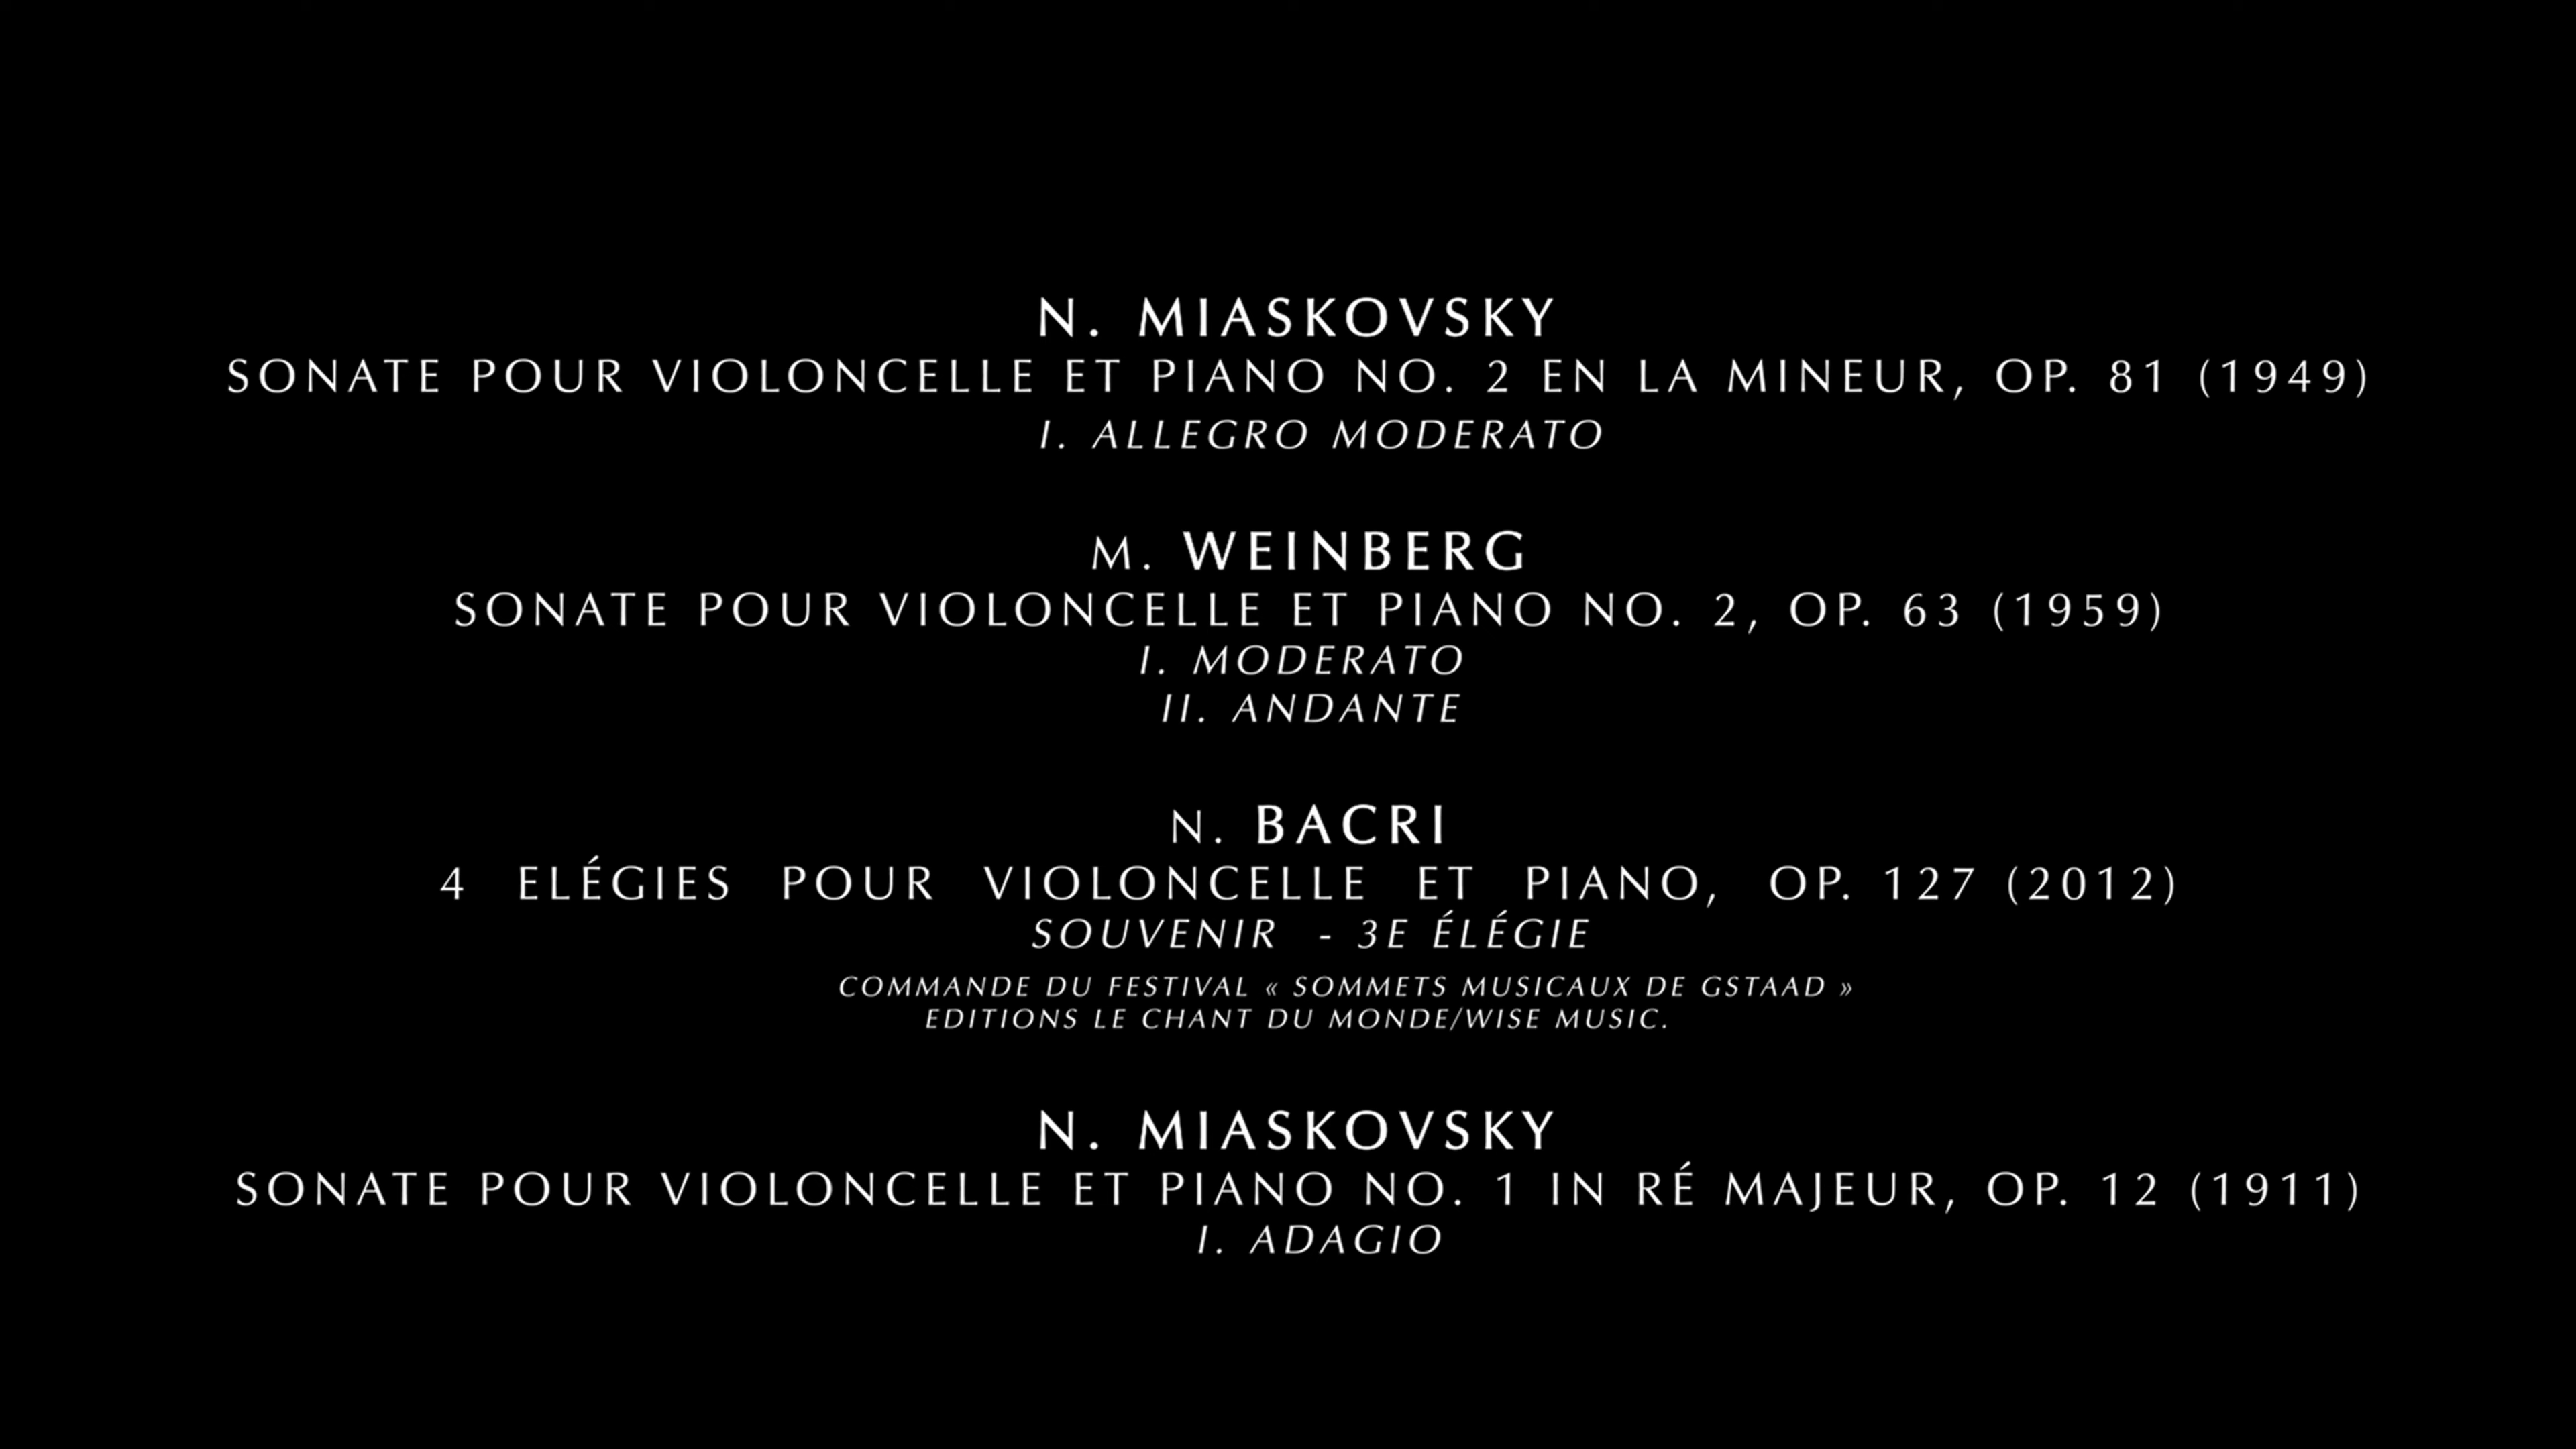 N. MIASKOVSKY
SONATE POUR VIOLONCELLE ET PIANO NO. 2 EN LA MINEUR, OP. 81 (1949)
I. ALLEGRO MODERATO
M. WEINBERG
SONATE POUR VIOLONCELLE ET PIANO NO. 2, OP. 63 (1959)
I. MODERATO
II. ANDANTE
N. BACRI
4 ELÉGIES POUR VIOLONCELLE ET PIANO, OP. 127 (2012)
SOUVENIR - 3E ÉLÉGIE
COMMANDE DU FESTIVAL « SOMMETS MUSICAUX DE GSTAAD »
EDITIONS LE CHANT DU MONDE/WISE MUSIC.
N. MIASKOVSKY
SONATE POUR VIOLONCELLE ET PIANO NO. 1 IN RÉ MAJEUR, OP. 12 (1911)
I. ADAGIO